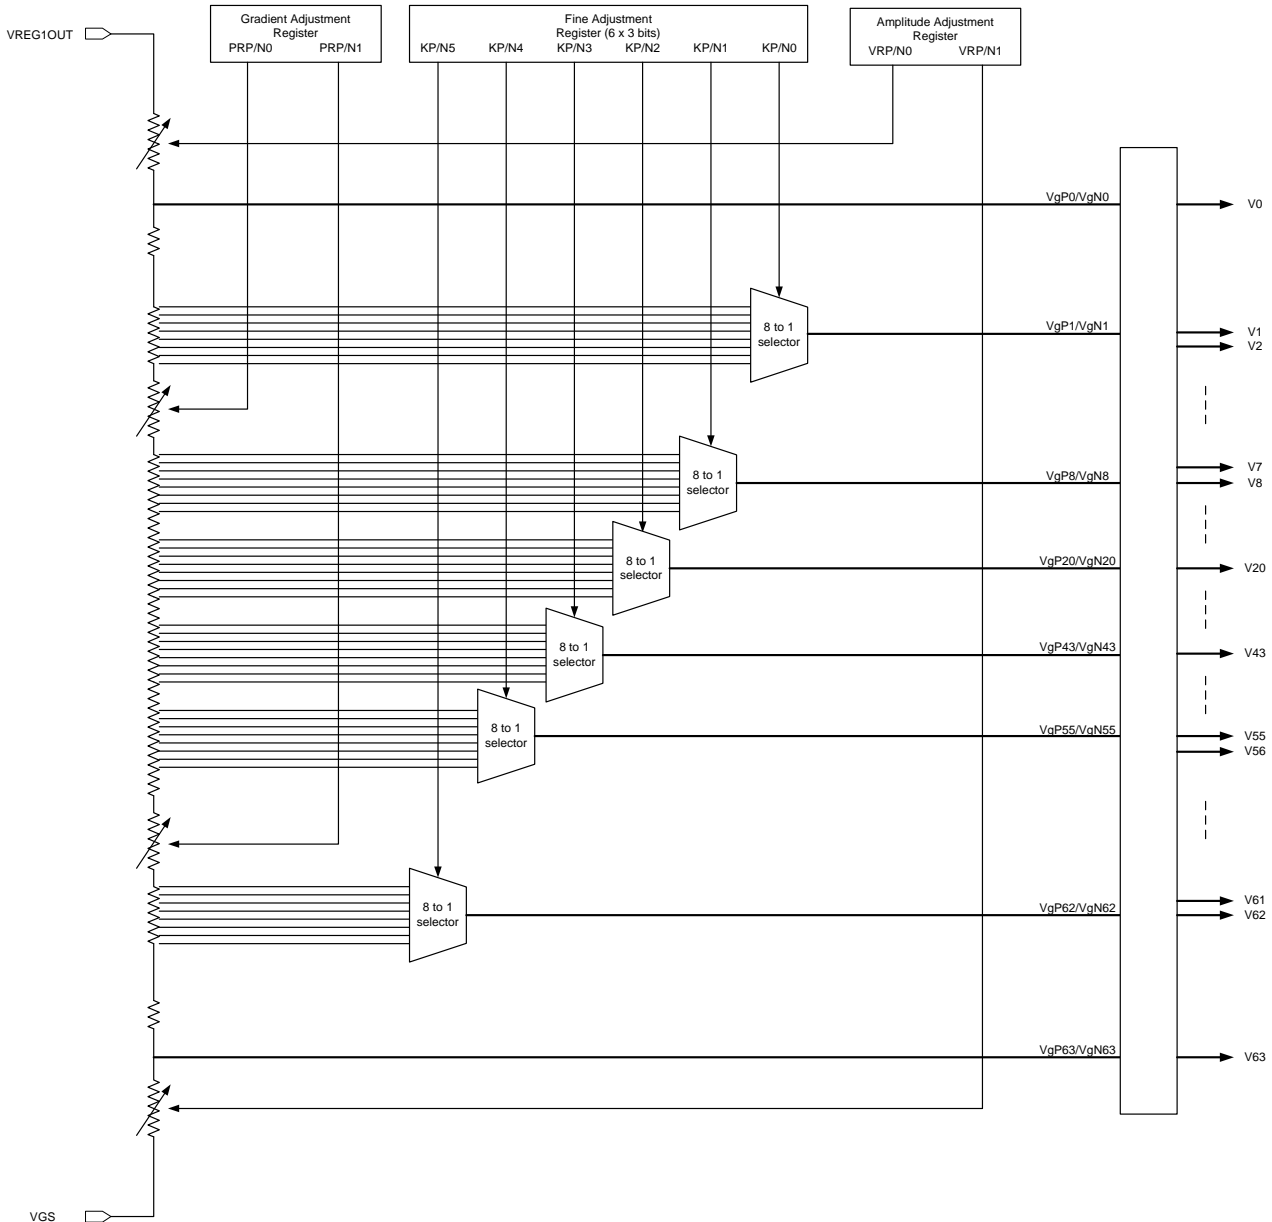 VREG1OUT
Gradient Adjustment
Register
PRP/N0 PRP/N1
Fine Adjustment
Register (6 x 3 bits)
KP/N5 KP/N4 KP/N3 KP/N2 KP/N1 KP/N0
Amplitude Adjustment
Register
VRP/N0 VRP/N1
VgP0/VgN0
V0
8 to 1
selector
VgP1/VgN1
V1
V2
8 to 1
selector
VgP8/VgN8
V7
V8
8 to 1
selector
VgP20/VgN20
V20
8 to 1
selector
VgP43/VgN43
V43
8 to 1
selector
VgP55/VgN55
V55
V56
8 to 1
selector
VgP62/VgN62
V61
V62
VgP63/VgN63
V63
VGS